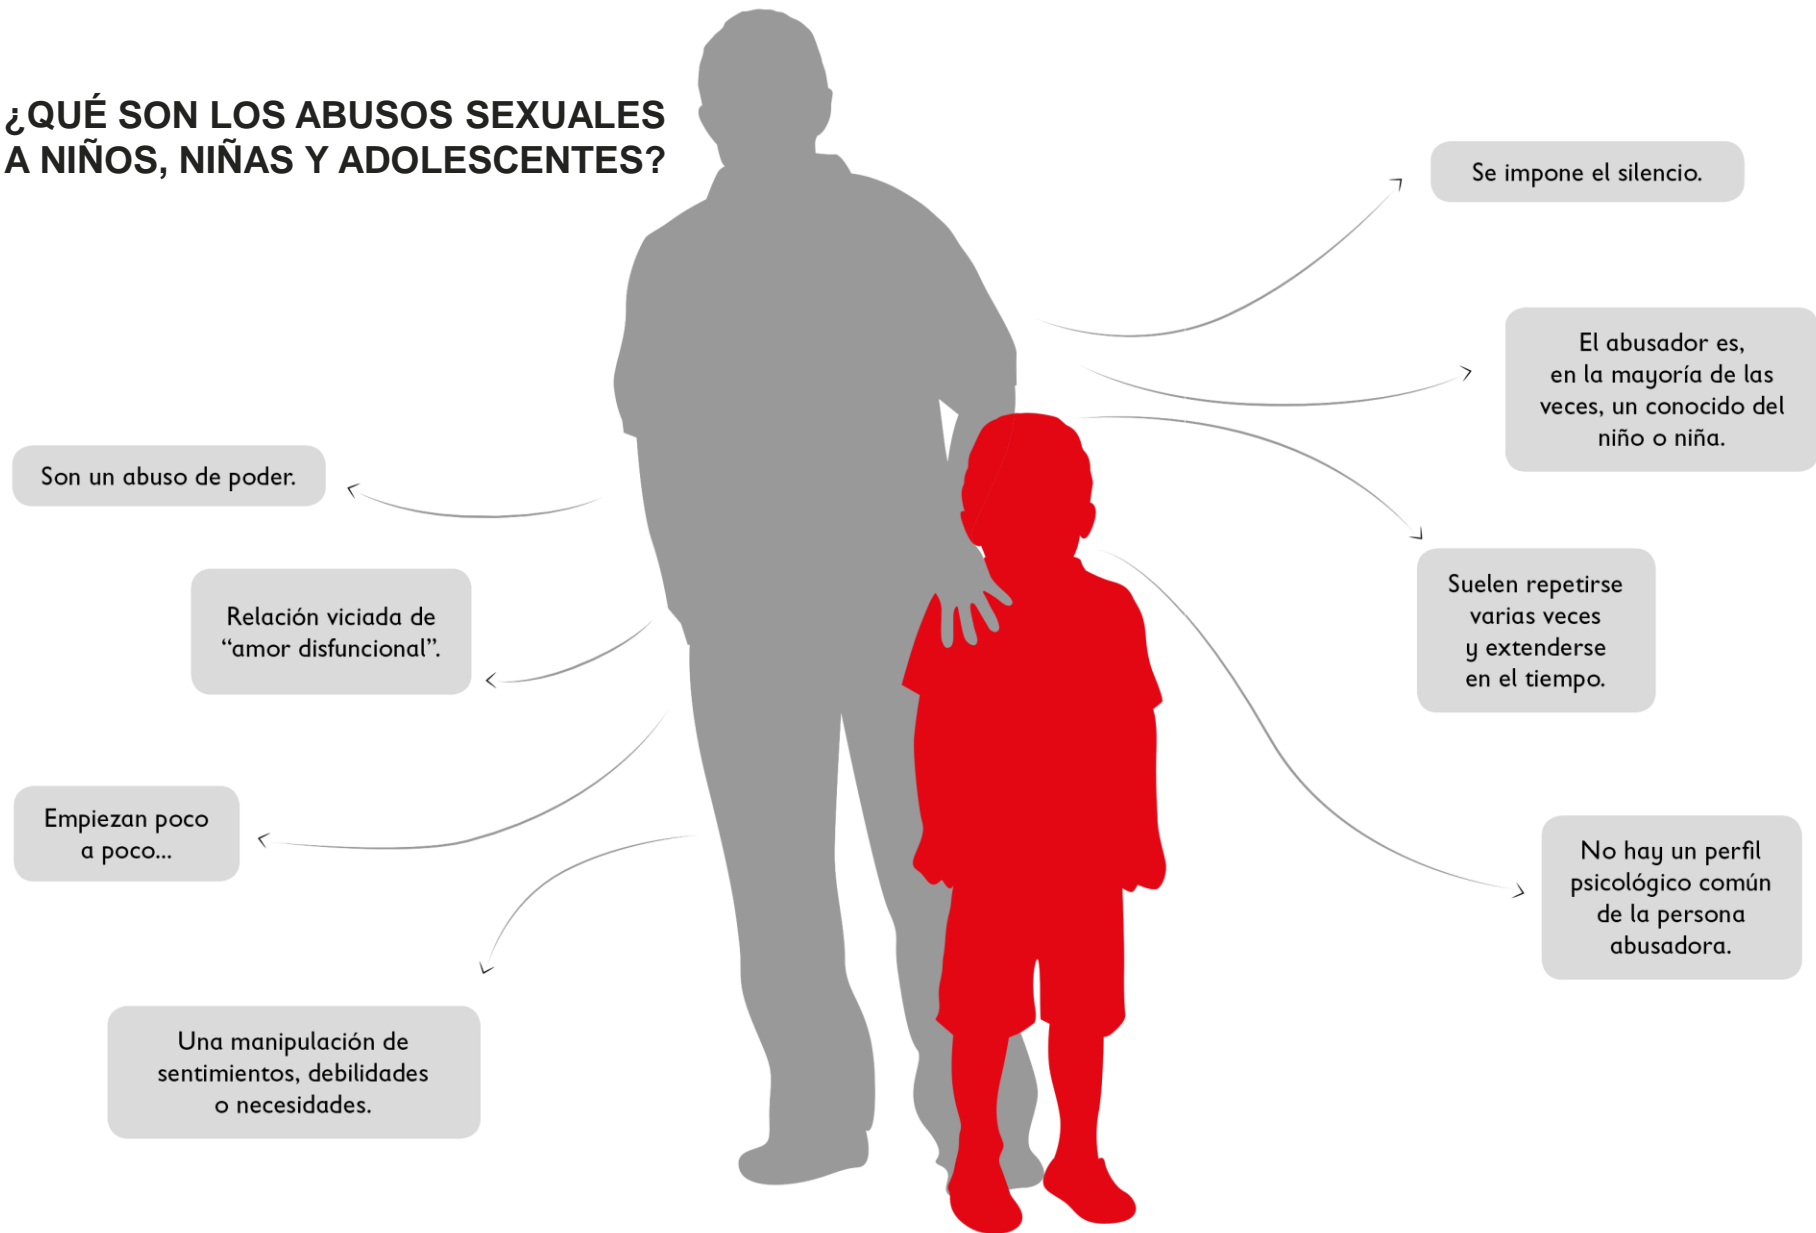 ¿QUÉ SON LOS ABUSOS SEXUALES
A NIÑOS, NIÑAS Y ADOLESCENTES?
Son un abuso de poder.
Relación viciada de
“amor disfuncional”.
Empiezan poco
a poco...
Una manipulación de
sentimientos, debilidades
o necesidades.
Se impone el silencio.
El abusador es,
en la mayoría de las
veces, un conocido del
niño o niña.
Suelen repetirse
varias veces
y extenderse
en el tiempo.
No hay un perfil
psicológico común
de la persona
abusadora.